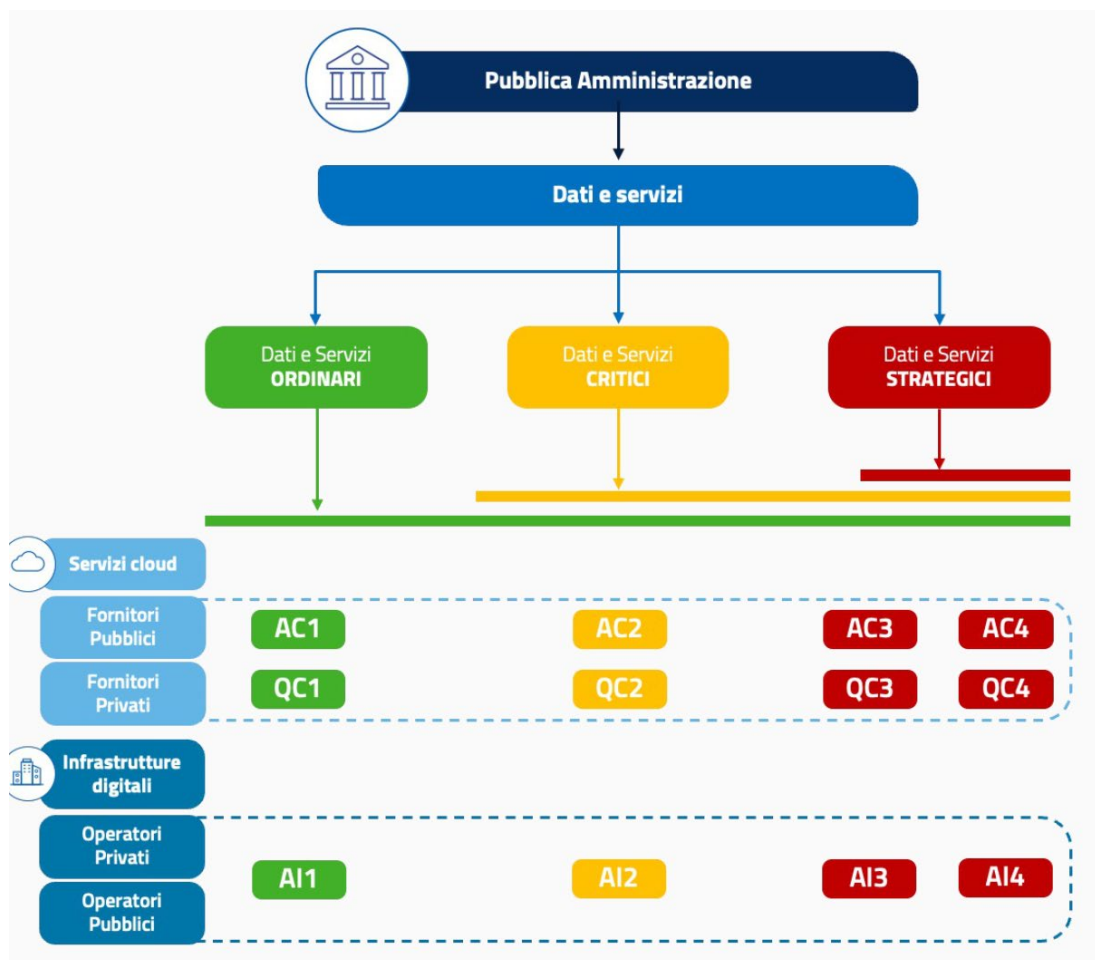 Pubblica Amministrazione
Dati e servizi
Dati e Servizi
ORDINARI
Dati e Servizi
CRITICI
Dati e Servizi
STRATEGICI
Servizi cloud
Fornitori
Pubblici
AC1 AC2 AC3 AC4
Fornitori
Privati
QC1 QC2 QC3 QC4
Infrastrutture
digitali
Operatori
Privati
Operatori
Pubblici
AI1 AI2 AI3 AI4